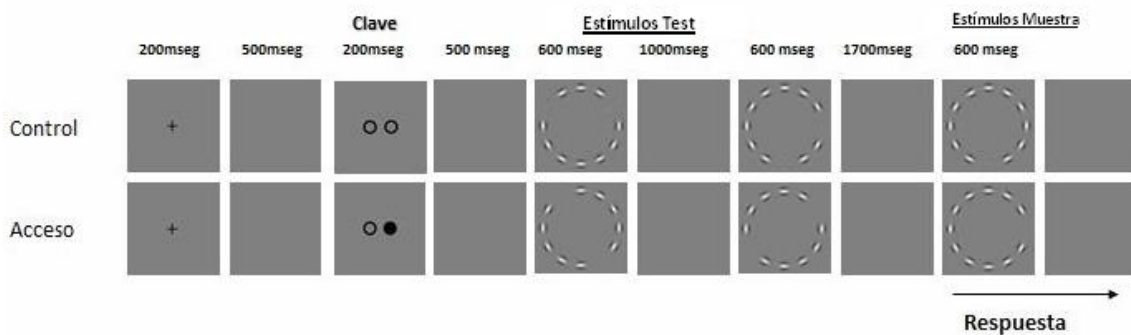 Clave
Estímulos Test
Estímulos Muestra
200mseg 500mseg 200mseg 500 mseg 600 mseg 1000mseg 600 mseg 1700mseg 600 mseg
Control
Acceso
Respuesta